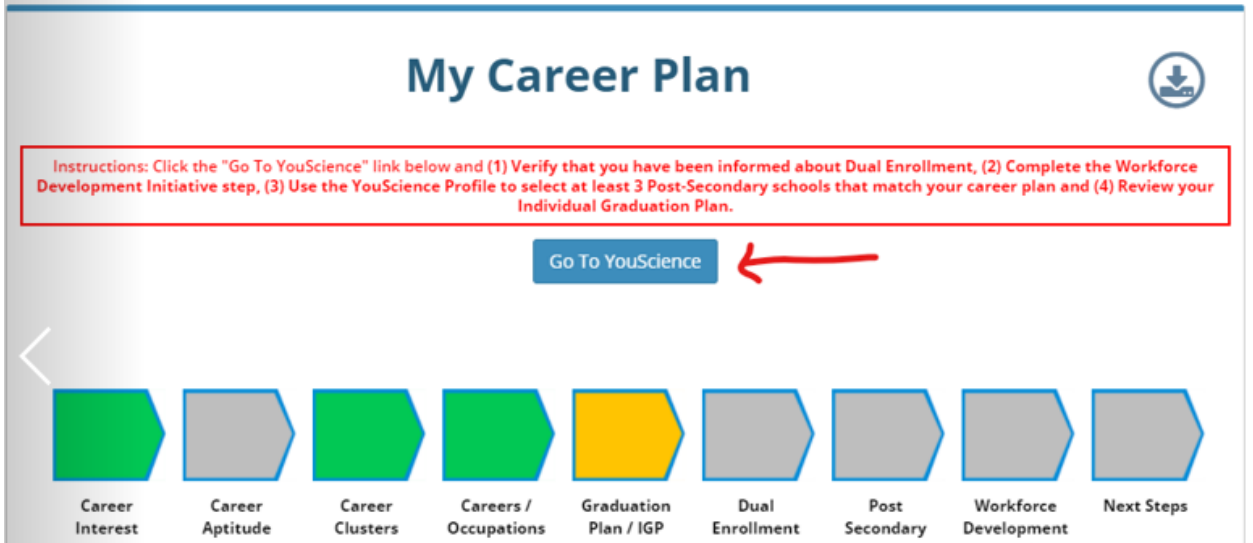 My Career Plan
Instructions: Click the "Go To YouScience" link below and (1) Verify that you have been informed about Dual Enrollment, (2) Complete the Workforce
Development Initiative step, (3) Use the YouScience Profile to select at least 3 Post-Secondary schools that match your career plan and (4) Review your
Individual Graduation Plan.
Go To YouScience
Career
Interest
Career
Aptitude
Career
Clusters
Careers /
Occupations
Graduation
Plan / IGP
Dual
Enrollment
Post
Secondary
Workforce
Development
Next Steps